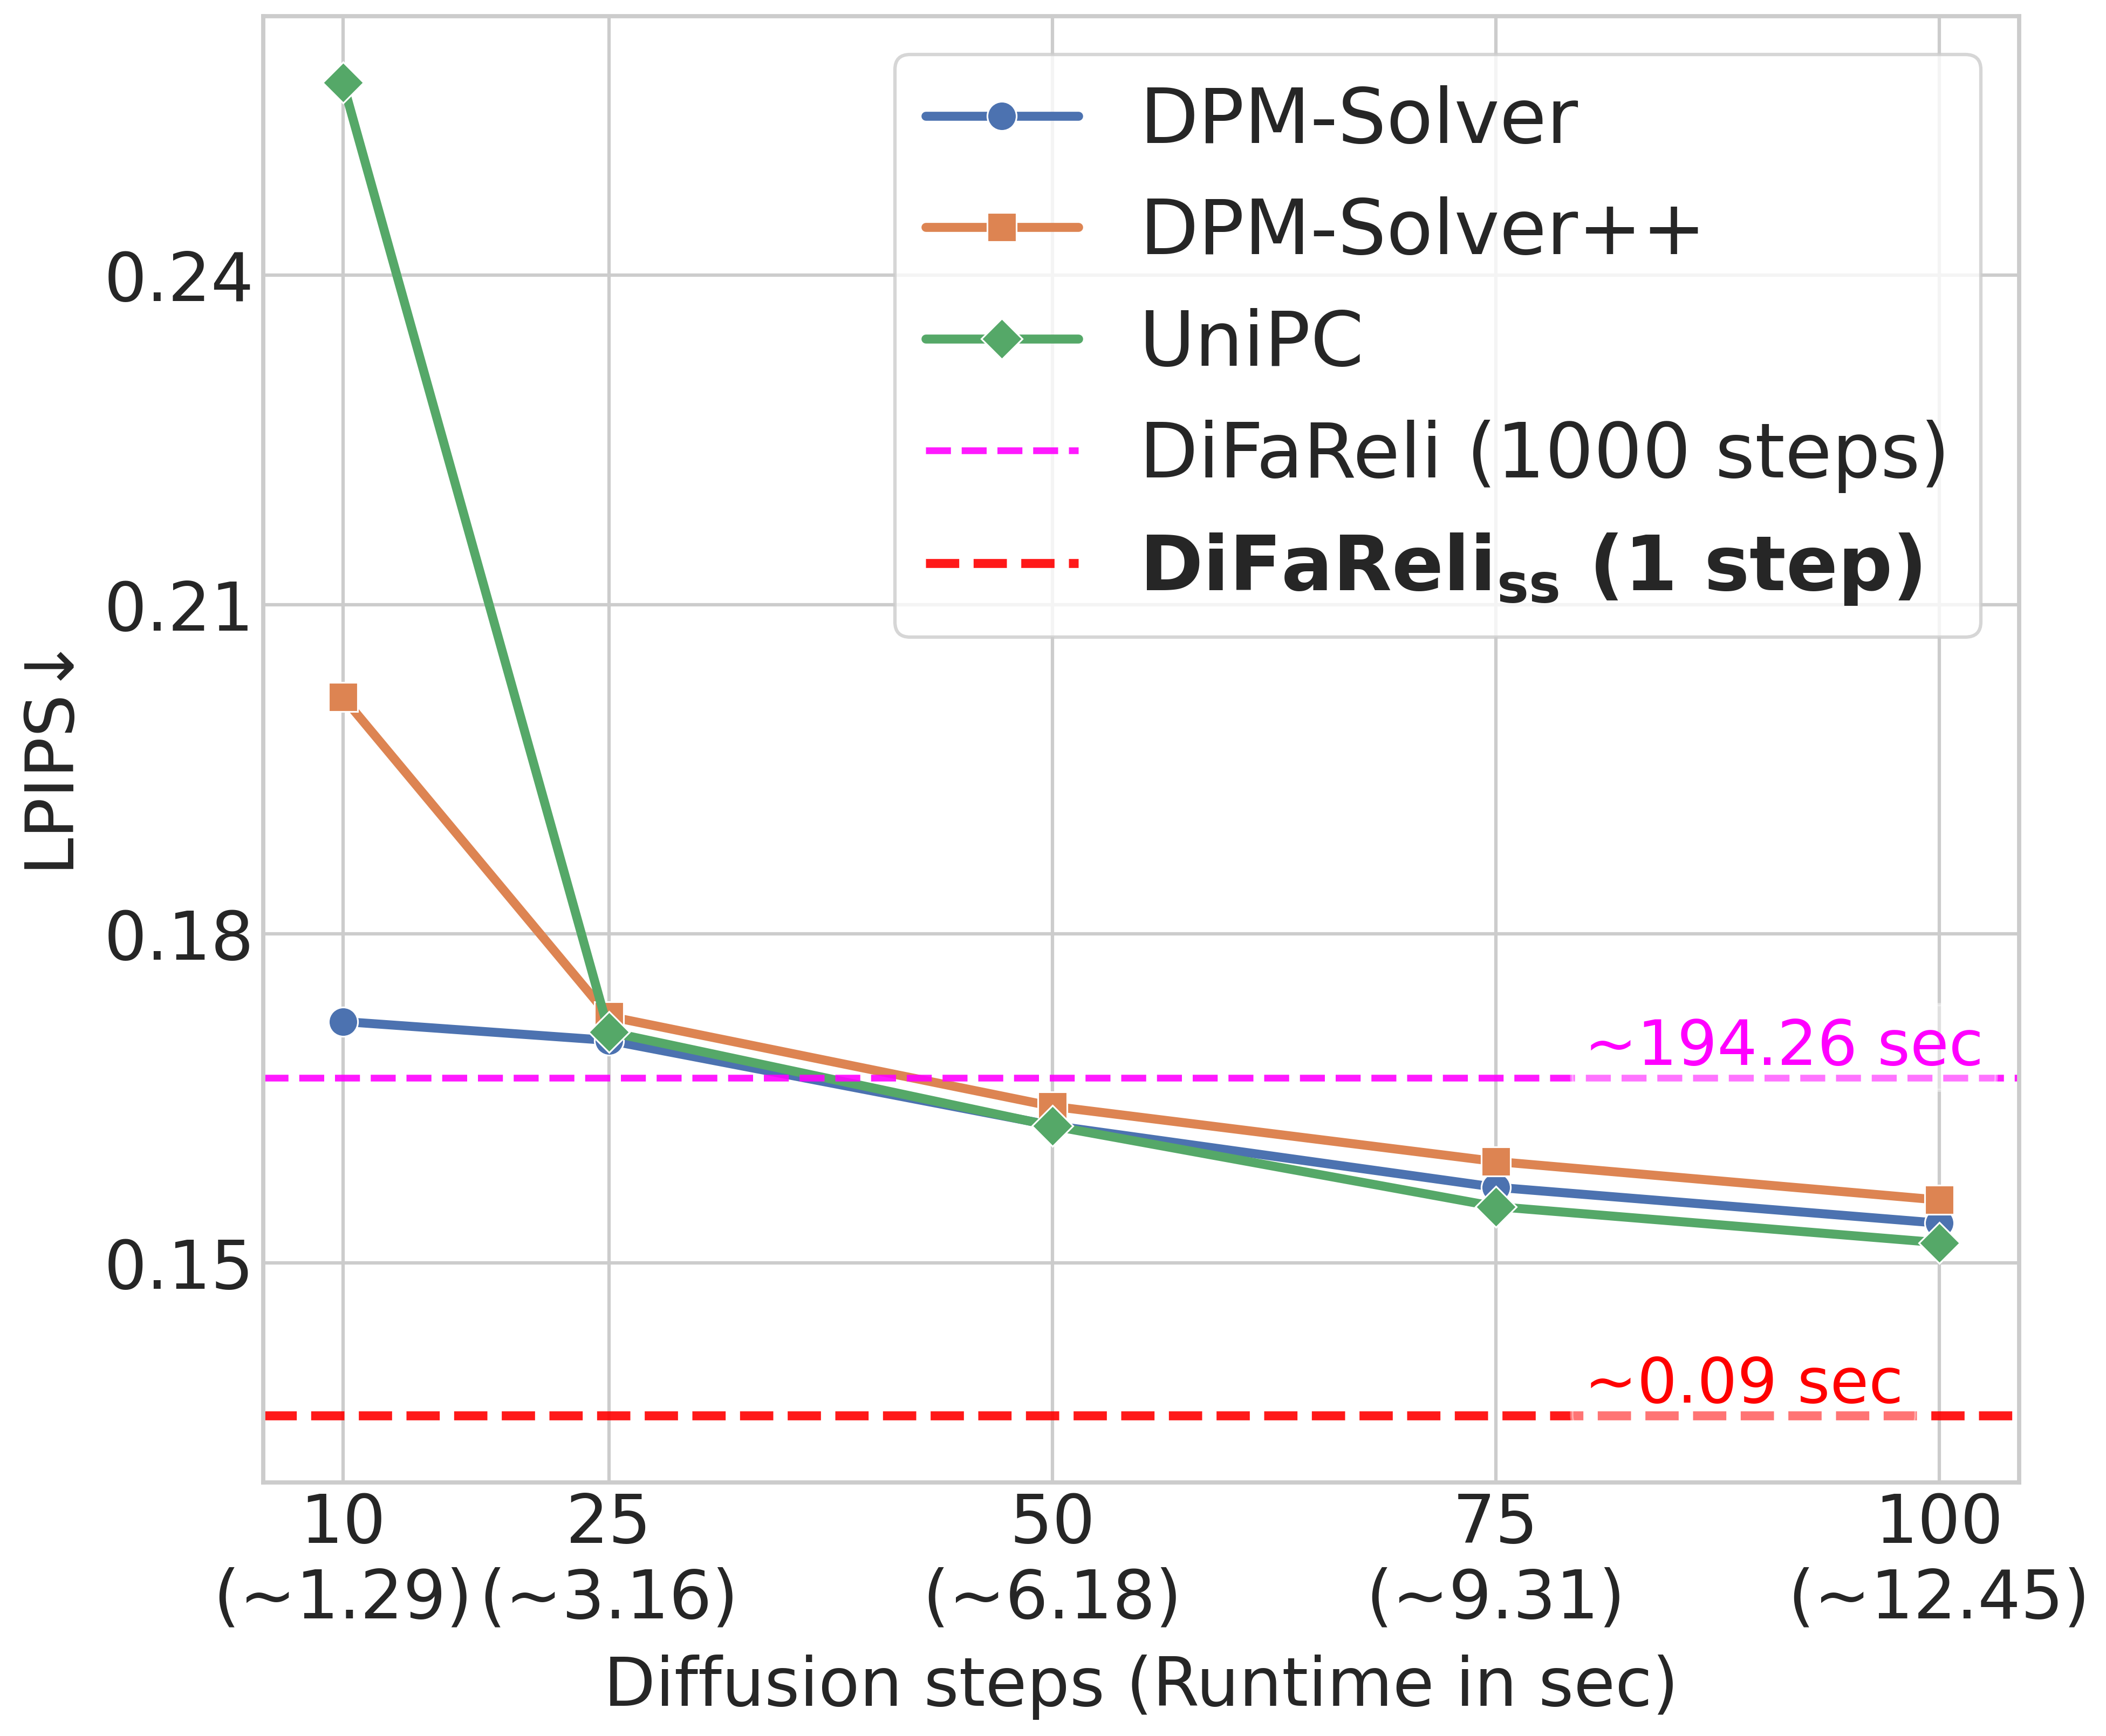 DPM-Solver
DPM-Solver++
UniPC
DiFaReli (1000 steps)
DiFaReliss (1 step)
LPIPS↓
0.24
0.21
0.18
0.15
~194.26 sec
~0.09 sec
10 25 50 75 100
(~1.29) (~3.16) (~6.18) (~9.31) (~12.45)
Diffusion steps (Runtime in sec)